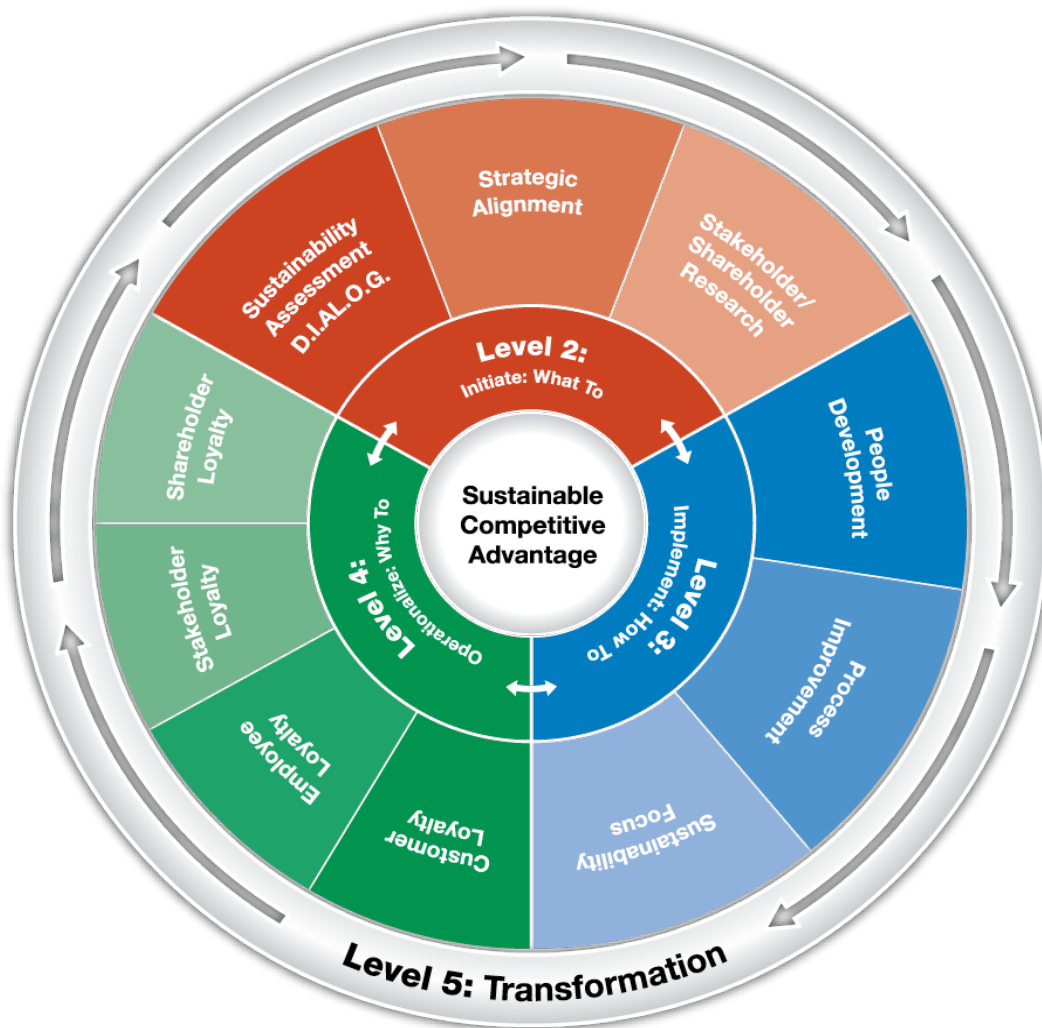 Sustainability
Assessment
D.I.AL.O.G.
Strategic
Alignment
Stakeholder/
Shareholder
Research
Level 2:
Initiate: What To
People
Development
Process
Improvement
Sustainability
Focus
Level 3:
Implement: How To
Customer
Loyalty
Employee
Loyalty
Stakeholder
Loyalty
Shareholder
Loyalty
Level 4:
Operationalize: Why To
Sustainable
Competitive
Advantage
Level 5: Transformation